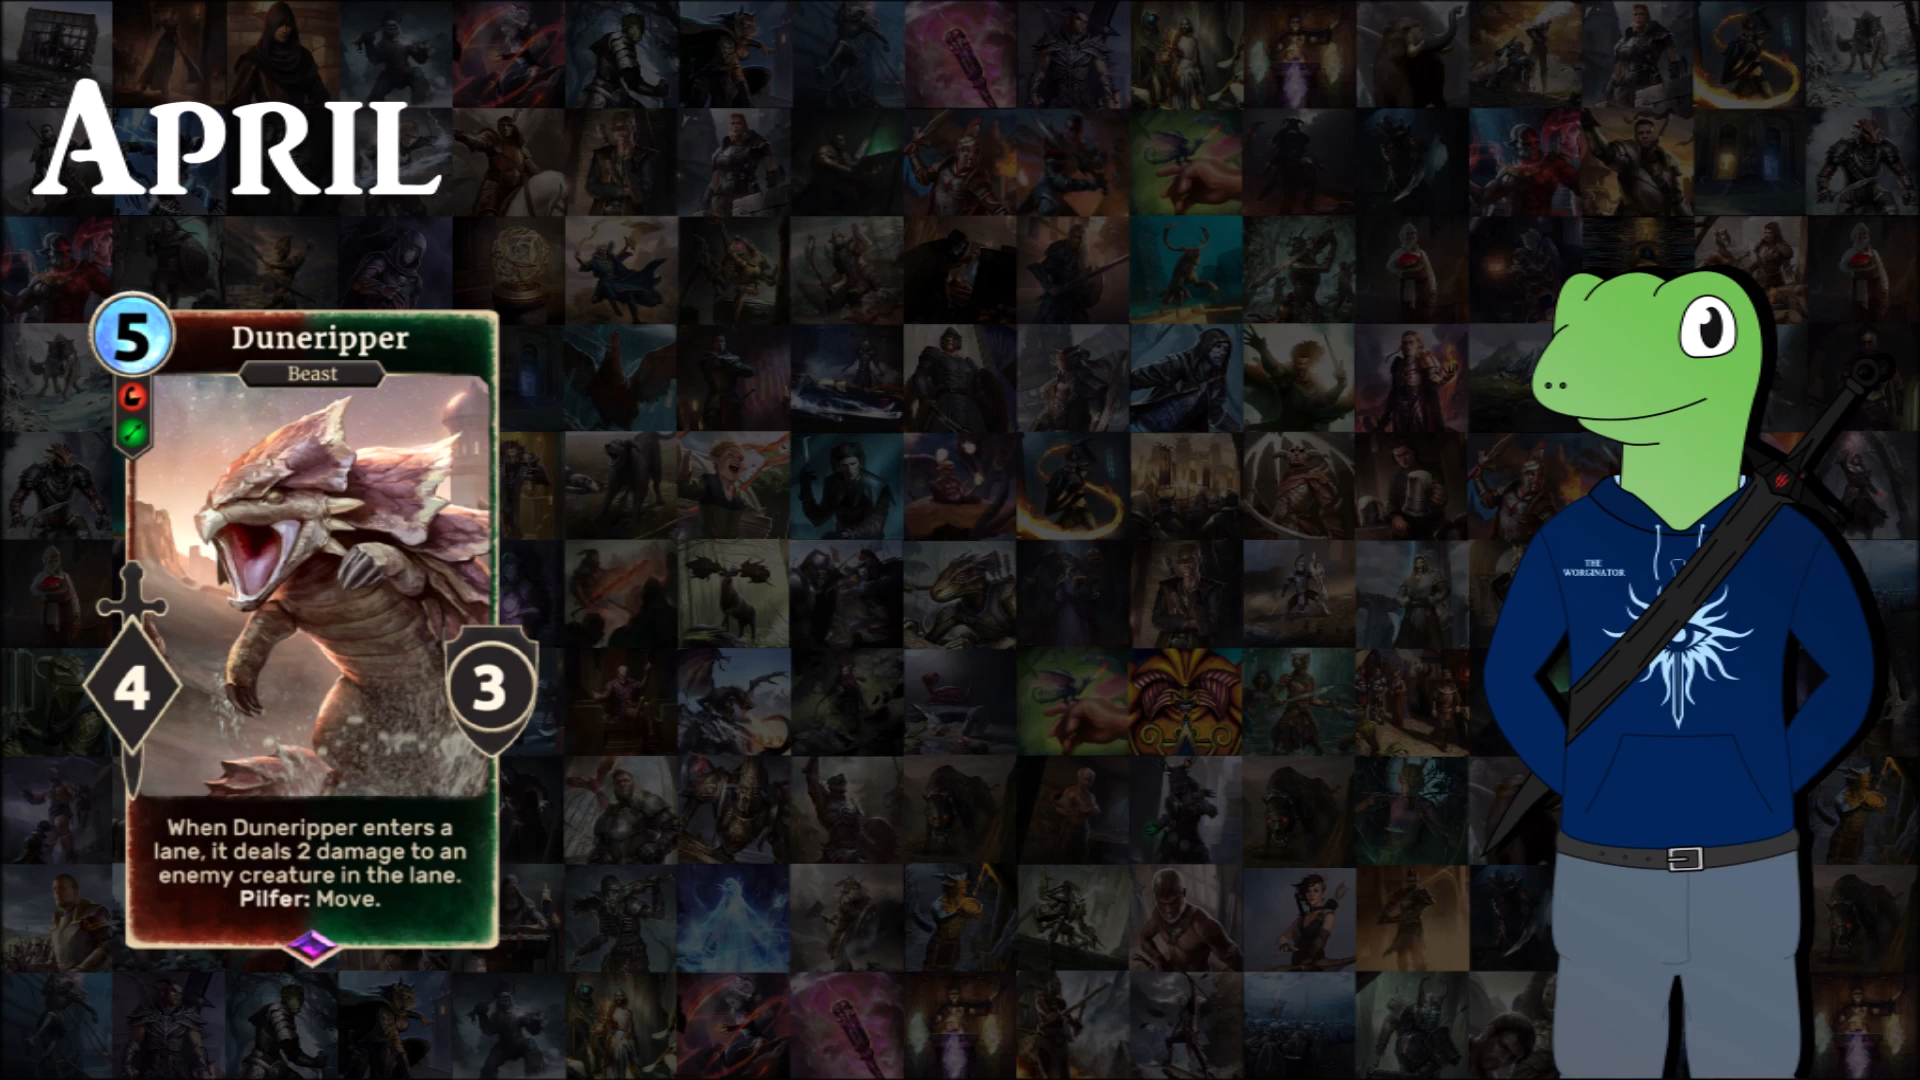 April
5
Duneripper
Beast
4
3
When Duneripper enters a
lane, it deals 2 damage to an
enemy creature in the lane.
Pilfer: Move.
THE
WORGINATOR